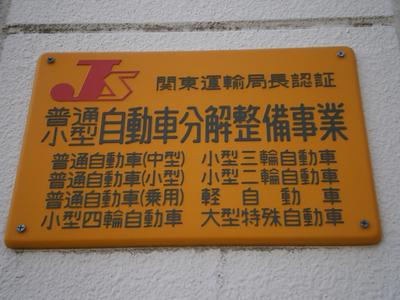 JS 関東運輸局長認証
普通
小型 自動車分解整備事業
普通自動車(中型) 小型三輪自動車
普通自動車(小型) 小型二輪自動車
普通自動車(乗用) 軽自動車
小型四輪自動車 大型特殊自動車